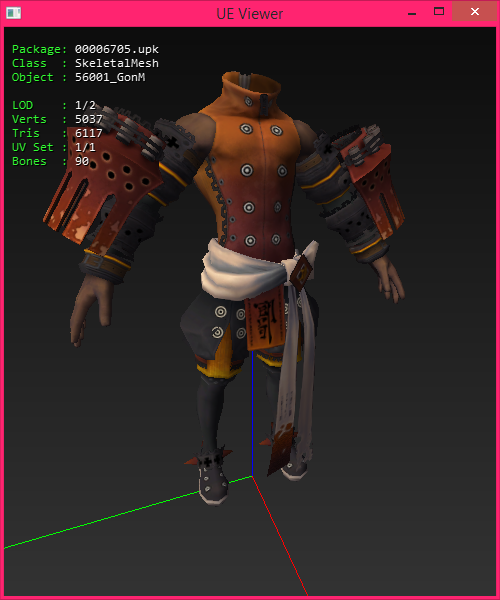 UE Viewer
Package: 00006705.upk
Class : SkeletalMesh
Object : 56001_GonM
LOD : 1/2
Verts : 5037
Tris : 6117
UV Set : 1/1
Bones : 90